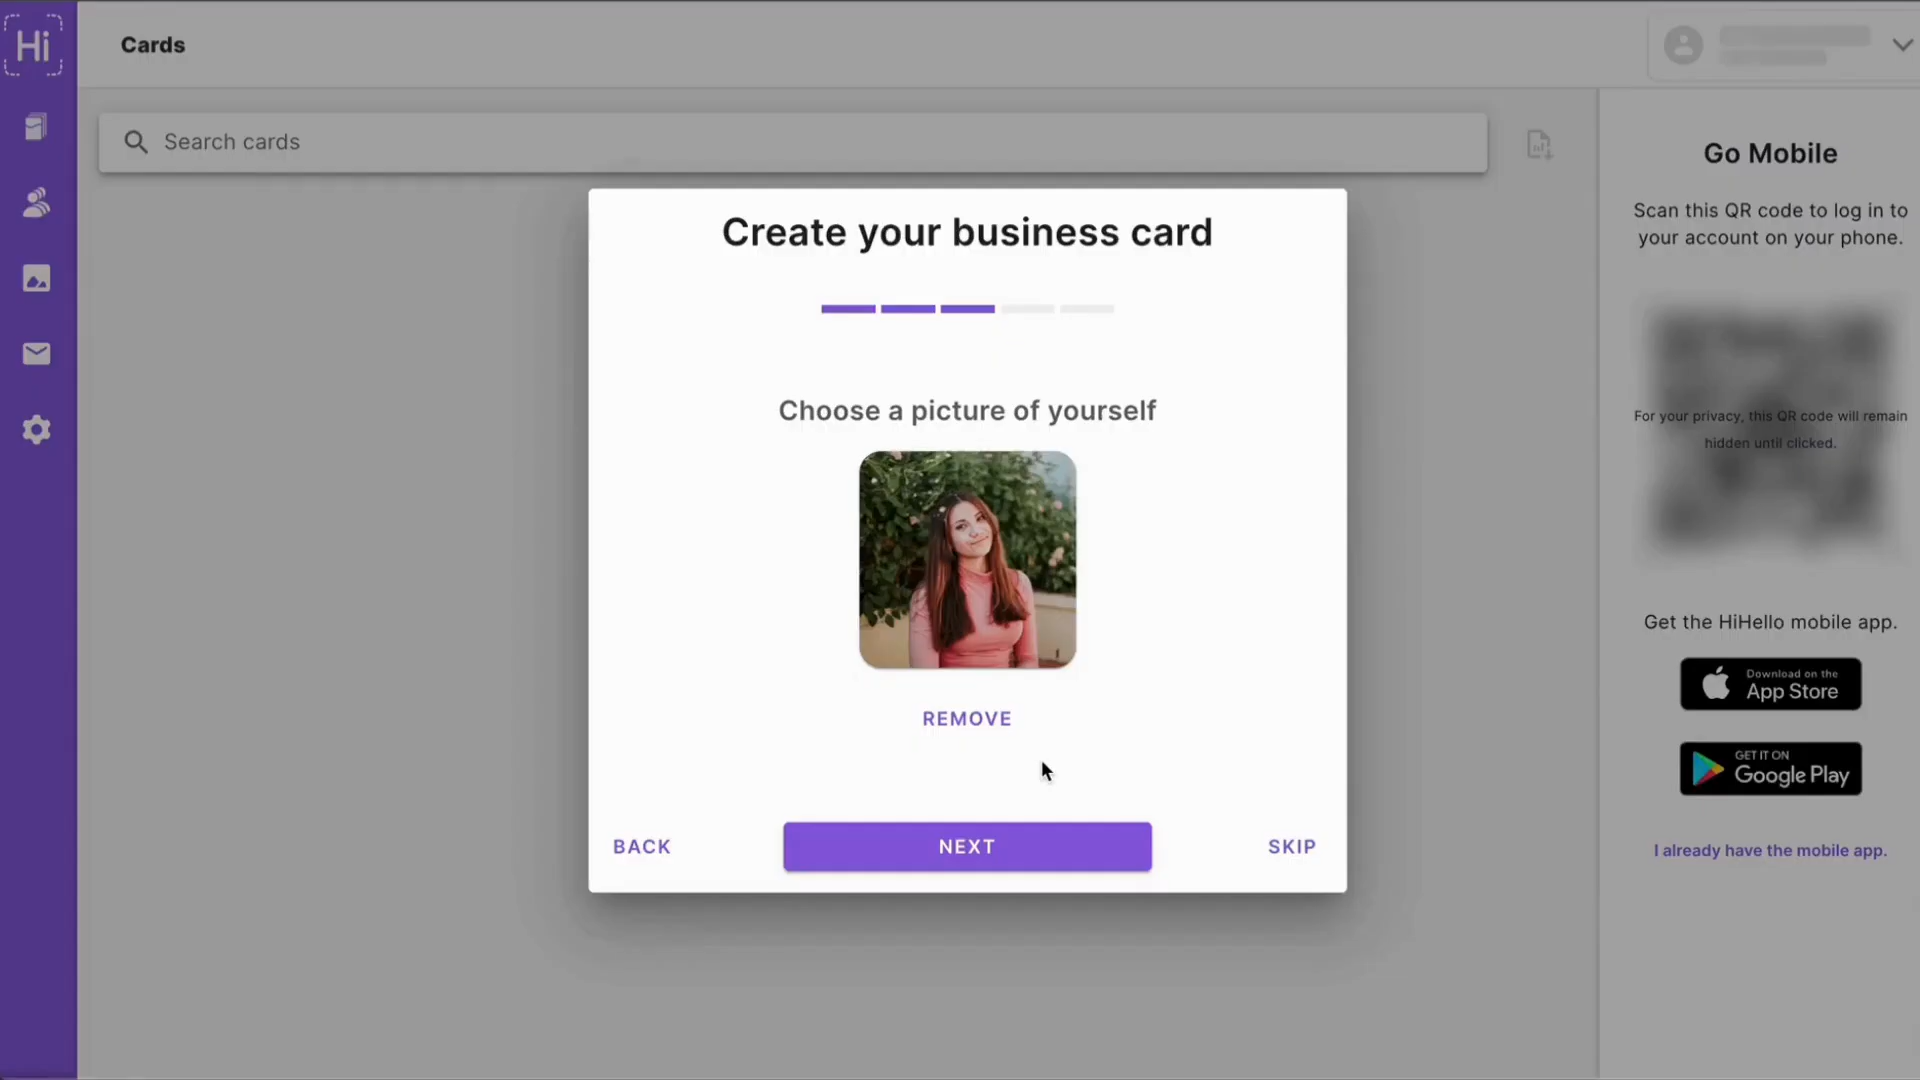 Hi
Cards
Search cards
Create your business card
Choose a picture of yourself
REMOVE
BACK
NEXT
SKIP
Go Mobile
Scan this QR code to log in to
your account on your phone.
For your privacy, this QR code will remain
hidden until clicked.
Get the HiHello mobile app.
Download on the
App Store
GET IT ON
Google Play
I already have the mobile app.